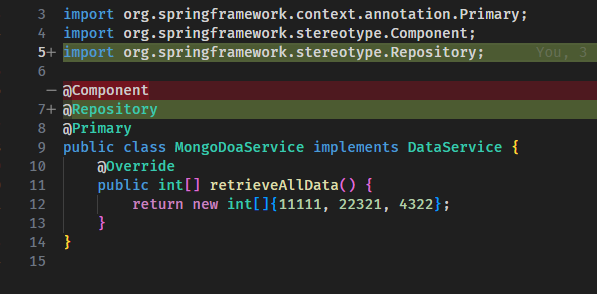 3 import org.springframework.context.annotation.Primary;
4 import org.springframework.stereotype.Component;
5+ import org.springframework.stereotype.Repository; You, 3
6
— @Component
7+ @Repository
8 @Primary
9 public class MongoDoaService implements DataService {
10 @Override
11 public int[] retrieveAllData() {
12 return new int[]{11111, 22321, 4322};
13 }
14 }
15